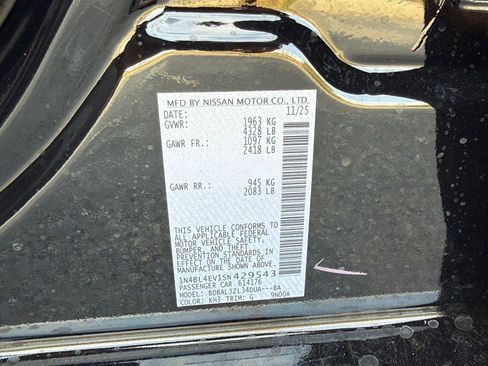 MFD BY NISSAN MOTOR CO., LTD.
DATE: 11/25
GVWR: 1963 KG
4328 LB
GAWR FR.: 1097 KG
2418 LB
GAWR RR.: 945 KG
2083 LB
THIS VEHICLE CONFORMS TO
ALL APPLICABLE FEDERAL
MOTOR VEHICLE SAFETY,
BUMPER, AND THEFT
PREVENTION STANDARDS
IN EFFECT ON THE DATE OF
MANUFACTURE SHOWN ABOVE.
1N4BL4EV1SN429543
PASSENGER CAR 614176
MODEL: BDBALJZL34DUA---BA
COLOR: KH3 TRIM: G 9NDOA